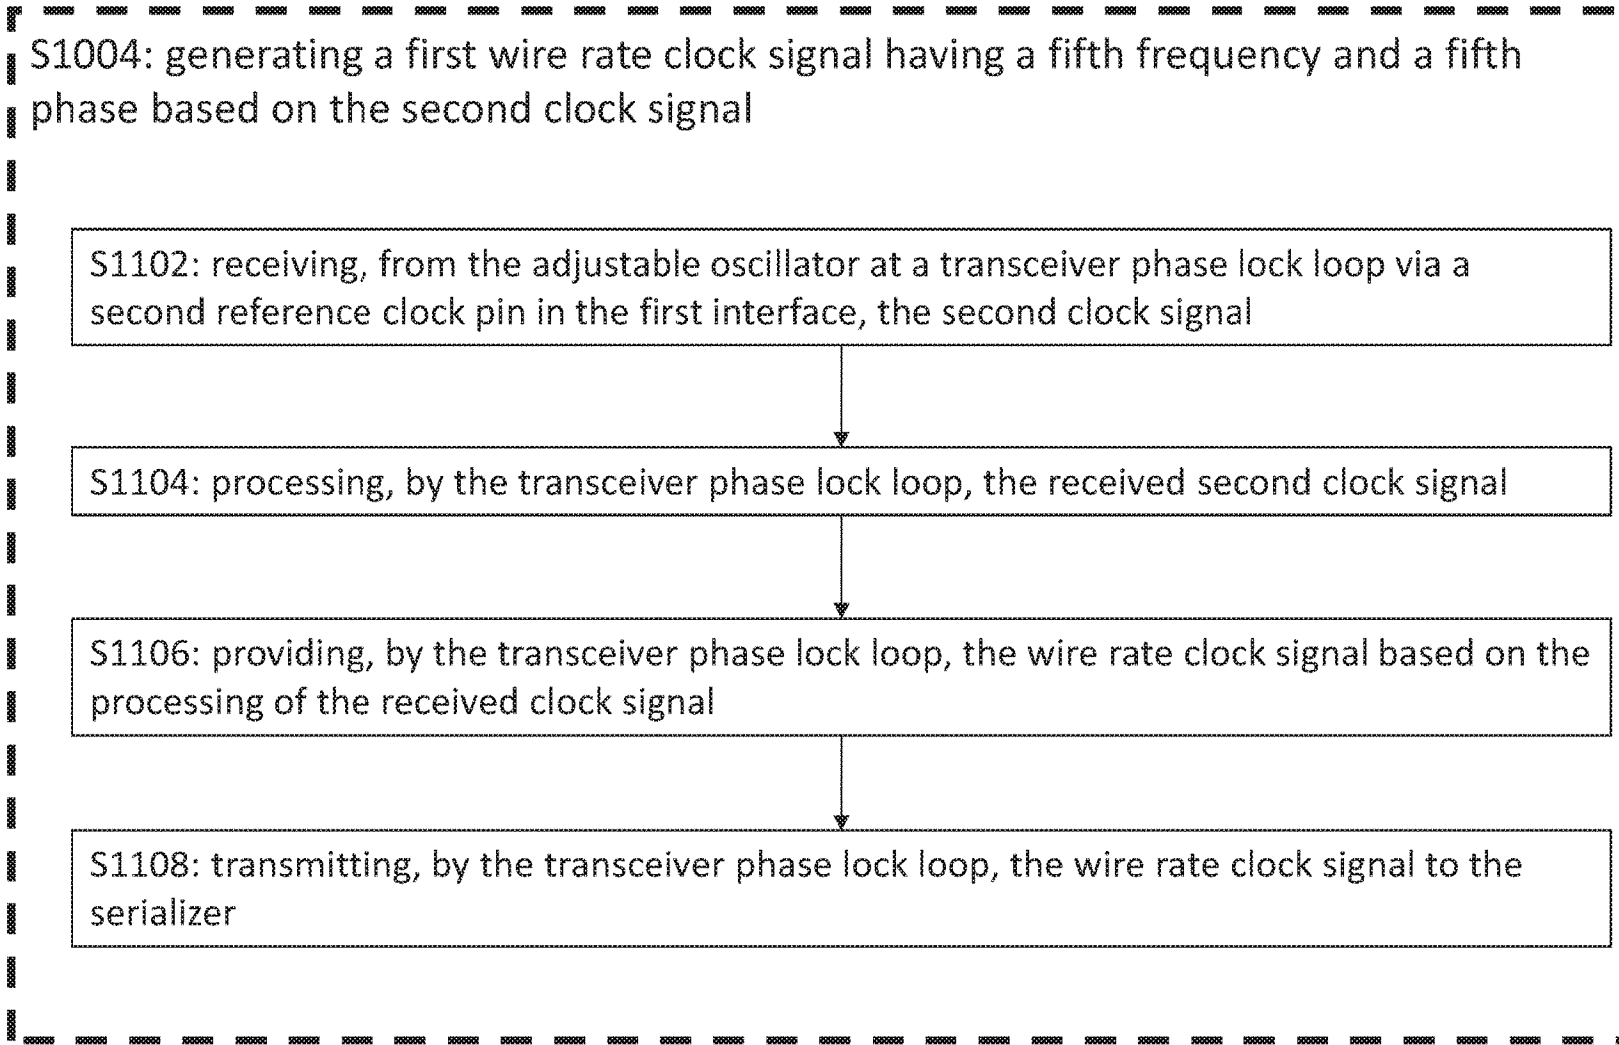 S1004: generating a first wire rate clock signal having a fifth frequency and a fifth
phase based on the second clock signal
S1102: receiving, from the adjustable oscillator at a transceiver phase lock loop via a
second reference clock pin in the first interface, the second clock signal
S1104: processing, by the transceiver phase lock loop, the received second clock signal
S1106: providing, by the transceiver phase lock loop, the wire rate clock signal based on the
processing of the received clock signal
S1108: transmitting, by the transceiver phase lock loop, the wire rate clock signal to the
serializer